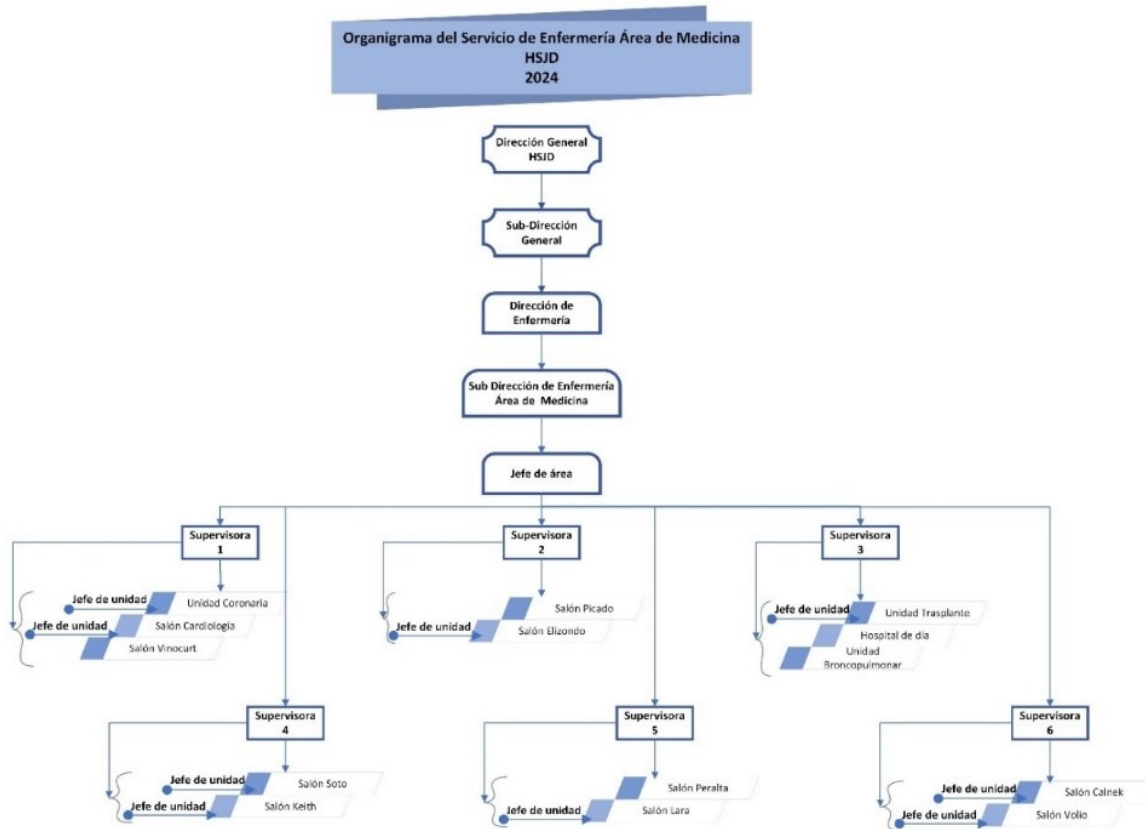 Organigrama del Servicio de Enfermería Área de Medicina
HSJD
2024
Dirección General
HSJD
Sub-Dirección
General
Dirección de
Enfermería
Sub Dirección de Enfermería
Área de Medicina
Jefe de área
Supervisora
1
Jefe de unidad
Unidad Coronaria
Jefe de unidad
Salón Cardiología
Salón Vinocurt
Supervisora
2
Salón Picado
Jefe de unidad
Salón Elizondo
Supervisora
3
Jefe de unidad
Unidad Trasplante
Hospital de día
Unidad
Broncopulmonar
Supervisora
4
Jefe de unidad
Salón Soto
Jefe de unidad
Salón Keith
Supervisora
5
Salón Peralta
Jefe de unidad
Salón Lara
Supervisora
6
Jefe de unidad
Salón Calnek
Jefe de unidad
Salón Volio